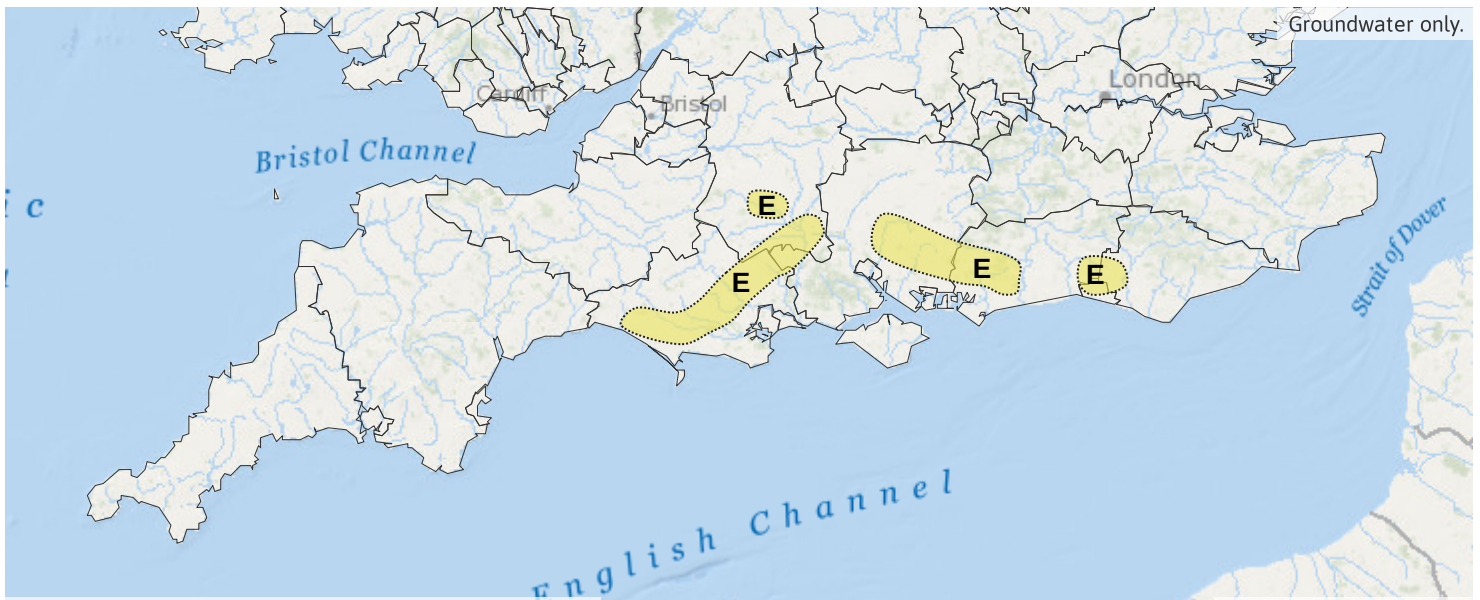 Groundwater only.
London
Cardiff
Bristol
Bristol Channel
i c
E
Strait of Dover
E
E
E
English Channel